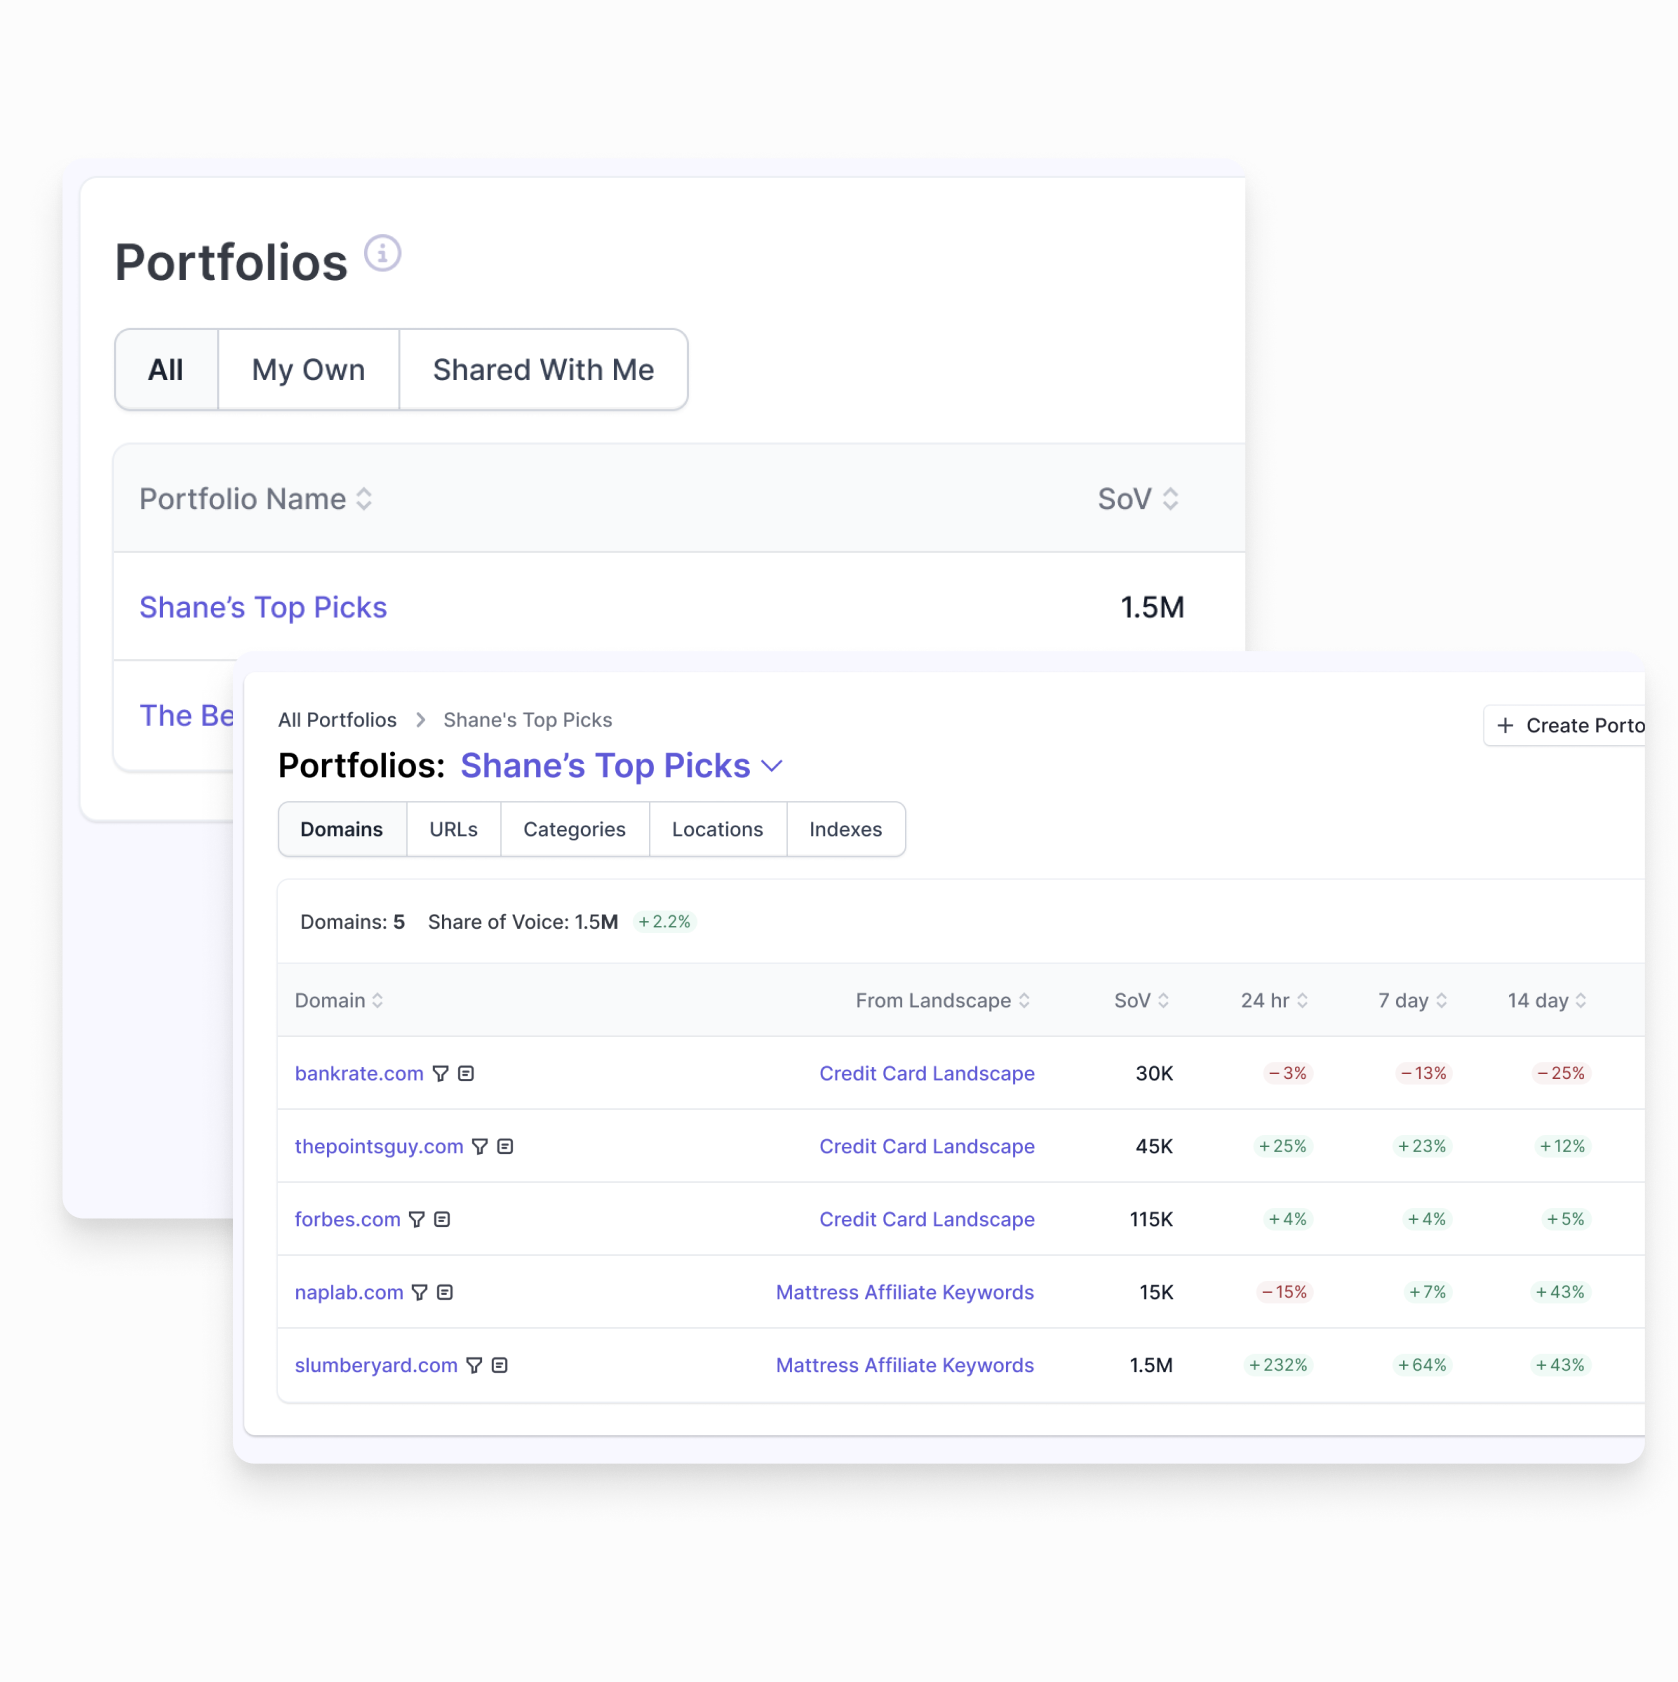 Portfolios
All My Own Shared With Me
Portfolio Name SoV
Shane’s Top Picks 1.5M
The Be
All Portfolios Shane's Top Picks
+ Create Porto
Portfolios: Shane’s Top Picks
Domains URLs Categories Locations Indexes
Domains: 5 Share of Voice: 1.5M +2.2%
Domain From Landscape SoV 24 hr 7 day 14 day
bankrate.com Credit Card Landscape 30K −3% −13% −25%
thepointsguy.com Credit Card Landscape 45K +25% +23% +12%
forbes.com Credit Card Landscape 115K +4% +4% +5%
naplab.com Mattress Affiliate Keywords 15K −15% +7% +43%
slumberyard.com Mattress Affiliate Keywords 1.5M +232% +64% +43%